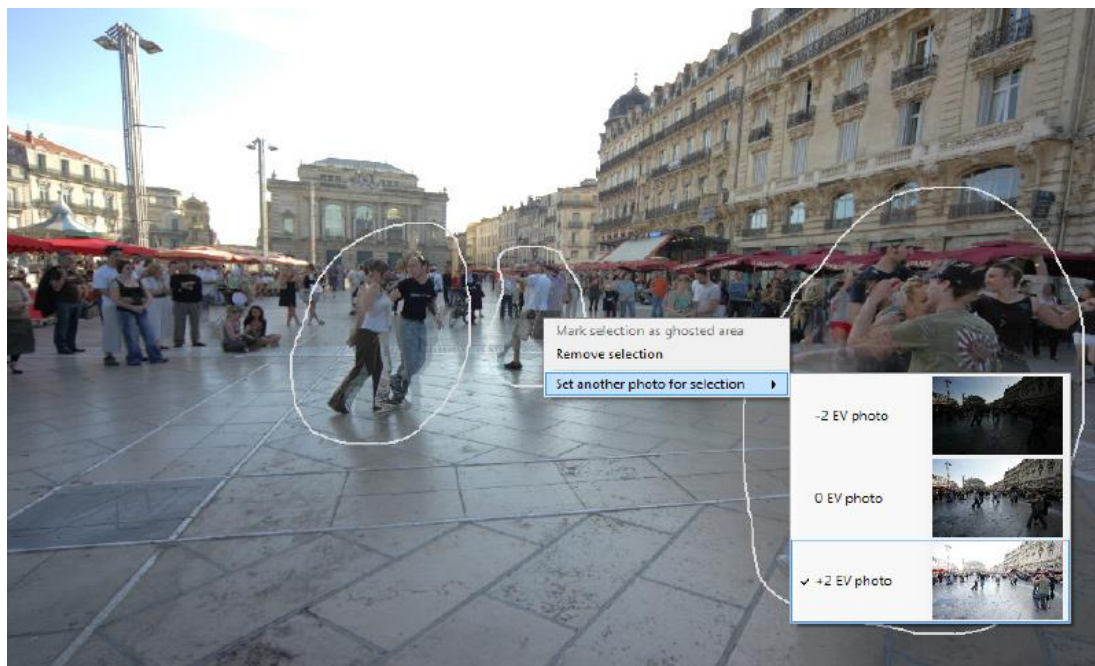 Mark selection as ghosted area
Remove selection
Set another photo for selection
-2 EV photo
0 EV photo
+2 EV photo